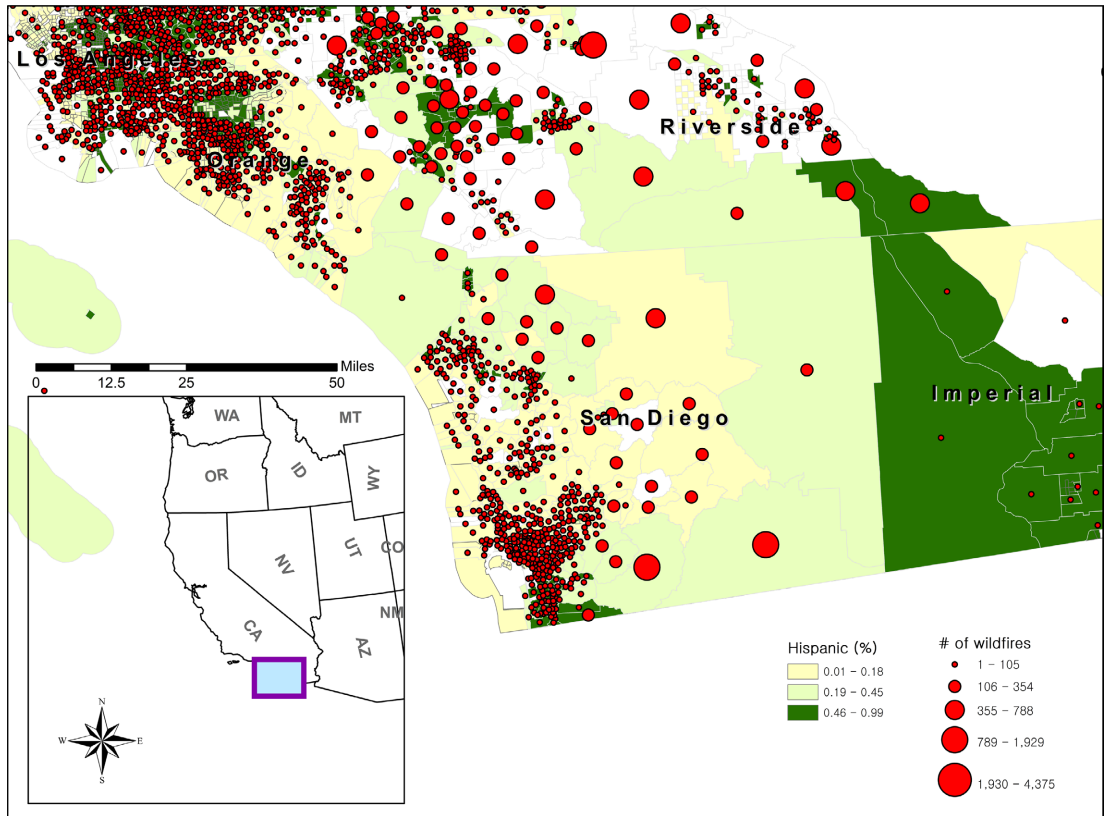 Los Angeles
Riverside
Orange
Miles
0 12.5 25 50
Imperial
San Diego
WA
MT
OR
ID
WY
NV
UT
CO
CA
AZ
NM
N
W E
S
Hispanic (%)
0.01 - 0.18
0.19 - 0.45
0.46 - 0.99
# of wildfires
1 - 105
106 - 354
355 - 788
789 - 1,929
1,930 - 4,375